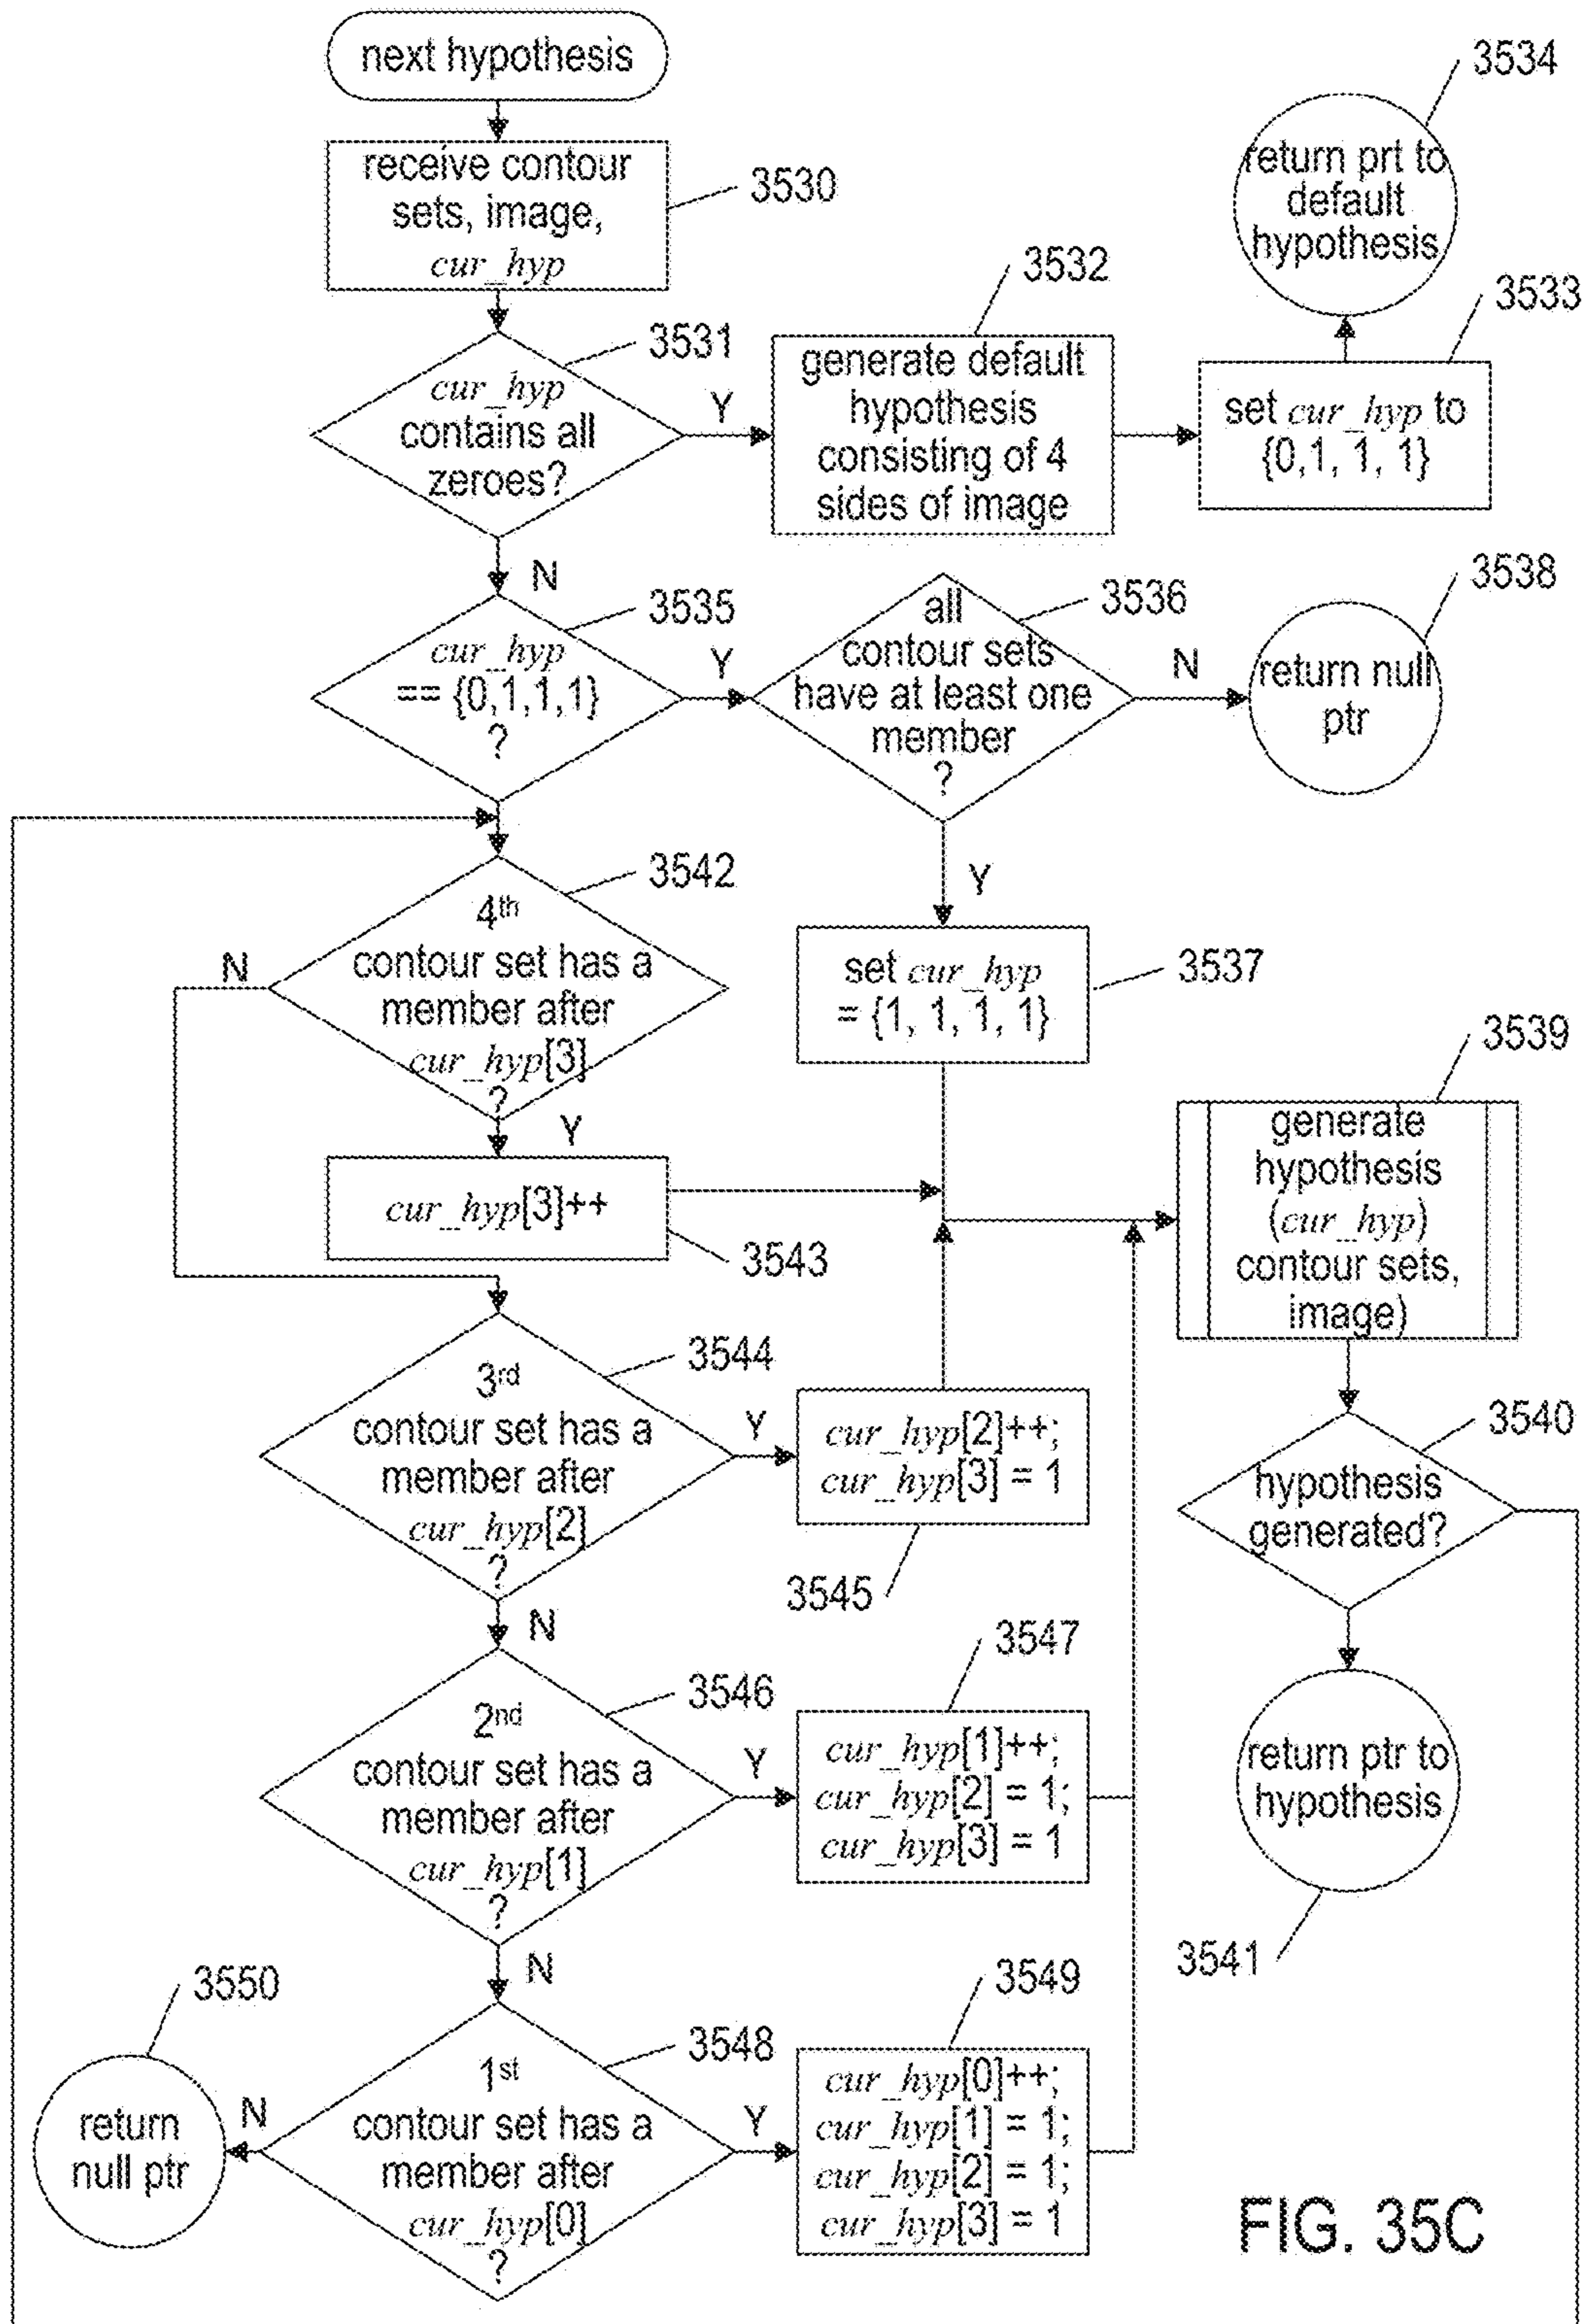 next hypothesis
3534
return prt to
default
hypothesis
receive contour
sets, image,
cur_hyp
3530
3532
3533
3531
cur_hyp
contains all
zeroes?
Y
generate default
hypothesis
consisting of 4
sides of image
set cur_hyp to
{0,1, 1, 1}
N
3535
cur_hyp
== {0,1,1,1}
?
Y
3536
all
contour sets
have at least one
member
?
N
3538
return null
ptr
Y
3542
4th
contour set has a
member after
cur_hyp[3]
?
N
Y
set cur_hyp
= {1, 1, 1, 1}
3537
3539
generate
hypothesis
(cur_hyp)
contour sets,
image)
cur_hyp[3]++
3543
3544
3rd
contour set has a
member after
cur_hyp[2]
?
Y
cur_hyp[2]++;
cur_hyp[3] = 1
3545
3540
hypothesis
generated?
N
3546
2nd
contour set has a
member after
cur_hyp[1]
?
Y
3547
cur_hyp[1]++;
cur_hyp[2] = 1;
cur_hyp[3] = 1
return ptr to
hypothesis
3541
N
3550
return
null ptr
N
3548
1st
contour set has a
member after
cur_hyp[0]
?
Y
3549
cur_hyp[0]++;
cur_hyp[1] = 1;
cur_hyp[2] = 1;
cur_hyp[3] = 1
FIG. 35C